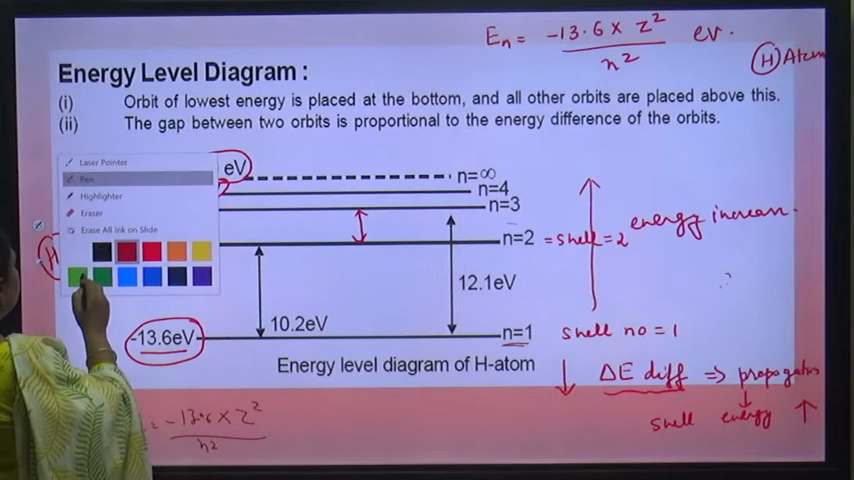 En = -13.6 x Z² / n² ev.
(H) Atom
Energy Level Diagram :
(i) Orbit of lowest energy is placed at the bottom, and all other orbits are placed above this.
(ii) The gap between two orbits is proportional to the energy difference of the orbits.
Laser Pointer
Pen
Highlighter
Eraser
Erase All Ink on Slide
eV
n=∞
n=4
n=3
n=2 = shell = 2
energy increase.
H
12.1eV
10.2eV
-13.6eV
n=1
shell no = 1
Energy level diagram of H-atom
↓ ΔE diff ⇒
shell energy ↑
= -13.6 x Z² / n²